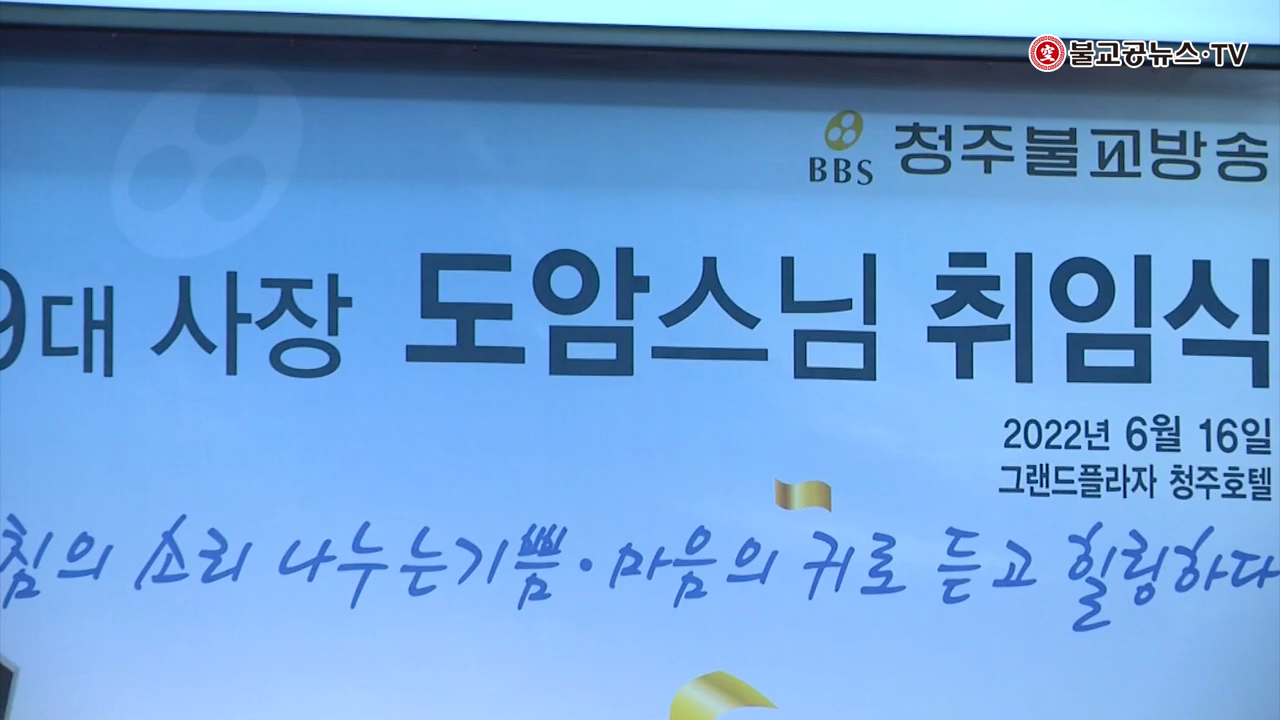 空 불교공뉴스·TV
BBS 청주불교방송
9대 사장 도암스님 취임식
2022년 6월 16일
그랜드플라자 청주호텔
침의 소리 나누는기쁨·마음의 귀로 듣고 힐링하다